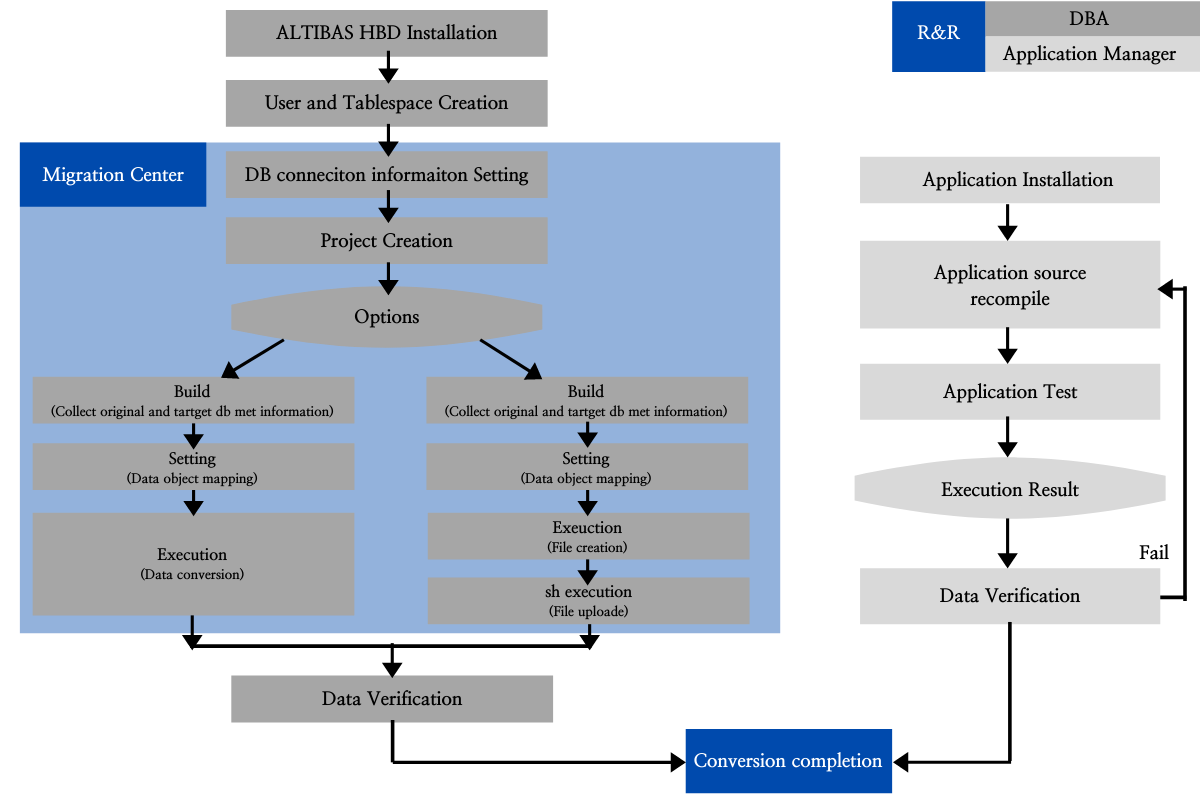 ALTIBAS HBD Installation
User and Tablespace Creation
Migration Center
DB conneciton informaiton Setting
Project Creation
Options
Build
(Collect original and tartget db met information)
Setting
(Data object mapping)
Execution
(Data conversion)
Build
(Collect original and tartget db met information)
Setting
(Data object mapping)
Exeuction
(File creation)
sh execution
(File uploade)
Data Verification
R&R
DBA
Application Manager
Application Installation
Application source
recompile
Application Test
Execution Result
Fail
Data Verification
Conversion completion